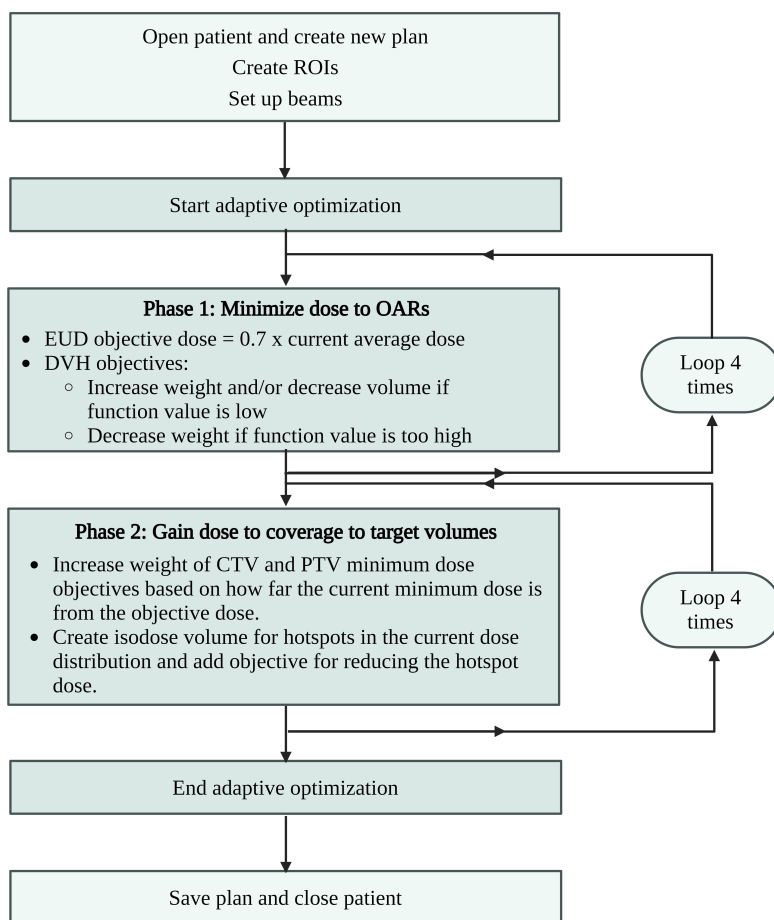 Open patient and create new plan
Create ROIs
Set up beams
Start adaptive optimization
Phase 1: Minimize dose to OARs
• EUD objective dose = 0.7 x current average dose
• DVH objectives:
○ Increase weight and/or decrease volume if
function value is low
○ Decrease weight if function value is too high
Loop 4
times
Phase 2: Gain dose to coverage to target volumes
• Increase weight of CTV and PTV minimum dose
objectives based on how far the current minimum dose is
from the objective dose.
• Create isodose volume for hotspots in the current dose
distribution and add objective for reducing the hotspot
dose.
Loop 4
times
End adaptive optimization
Save plan and close patient